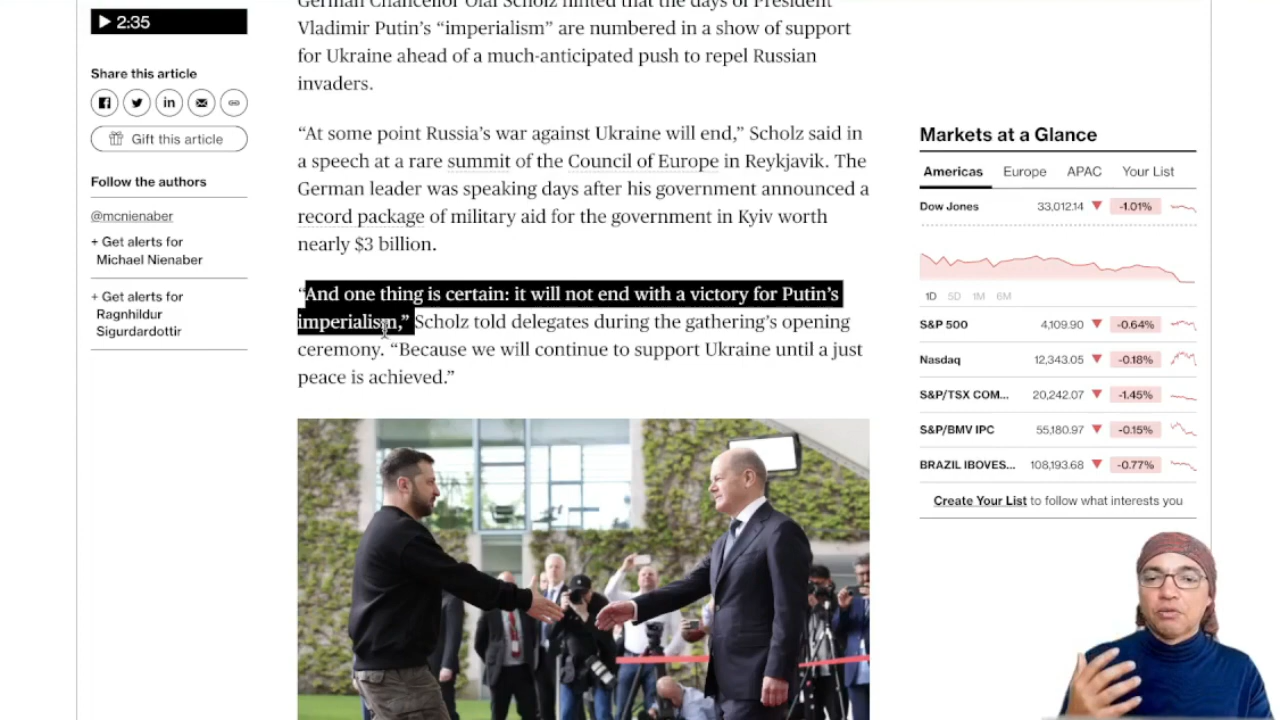 2:35
Share this article
Gift this article
Follow the authors
@mcnienaber
+ Get alerts for
Michael Nienaber
+ Get alerts for
Ragnhildur
Sigurdardottir
German Chancellor Olaf Scholz hinted that the days of President
Vladimir Putin’s “imperialism” are numbered in a show of support
for Ukraine ahead of a much-anticipated push to repel Russian
invaders.
“At some point Russia’s war against Ukraine will end,” Scholz said in
a speech at a rare summit of the Council of Europe in Reykjavik. The
German leader was speaking days after his government announced a
record package of military aid for the government in Kyiv worth
nearly $3 billion.
“And one thing is certain: it will not end with a victory for Putin’s
imperialism,” Scholz told delegates during the gathering’s opening
ceremony. “Because we will continue to support Ukraine until a just
peace is achieved.”
Markets at a Glance
Americas Europe APAC Your List
Dow Jones 33,012.14 ▼ -1.01%
1D 5D 1M 6M
S&P 500 4,109.90 ▼ -0.64%
Nasdaq 12,343.05 ▼ -0.18%
S&P/TSX COM... 20,242.07 ▼ -1.45%
S&P/BMV IPC 55,180.97 ▼ -0.15%
BRAZIL IBOVES... 108,193.68 ▼ -0.77%
Create Your List to follow what interests you